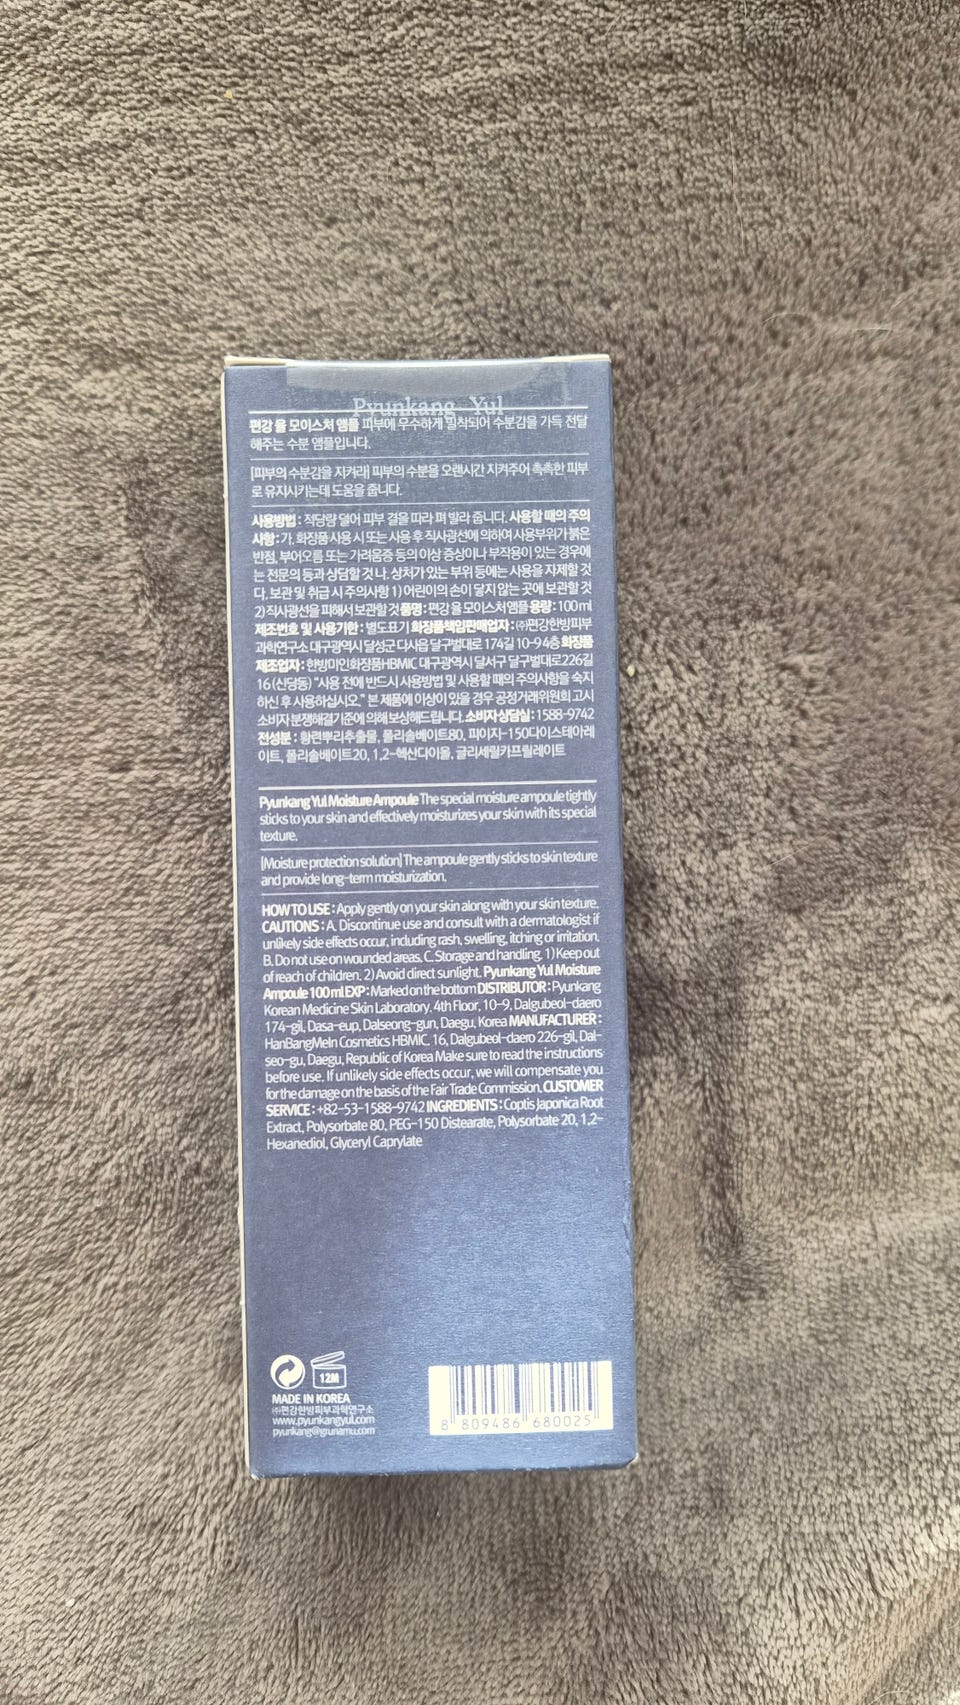 Pyunkang Yul
편강 율 모이스처 앰플 피부에 우수하게 밀착되어 수분감을 가득 전달
해주는 수분 앰플입니다.
[피부의 수분감을 지켜라] 피부의 수분을 오랜시간 지켜주어 촉촉한 피부
로 유지시키는데 도움을 줍니다.
사용방법 : 적당량 덜어 피부 결을 따라 펴 발라 줍니다. 사용할 때의 주의
사항 : 가. 화장품 사용 시 또는 사용 후 직사광선에 의하여 사용부위가 붉은
반점, 부어오름 또는 가려움증 등의 이상 증상이나 부작용이 있는 경우에
는 전문의 등과 상담할 것 나. 상처가 있는 부위 등에는 사용을 자제할 것
다. 보관 및 취급 시 주의사항 1) 어린이의 손이 닿지 않는 곳에 보관할 것
2) 직사광선을 피해서 보관할 것 품명 : 편강 율 모이스처 앰플 용량 : 100 ml
제조번호 및 사용기한 : 별도표기 화장품책임판매업자 : ㈜편강한방피부
과학연구소 대구광역시 달성군 다사읍 달구벌대로 174길 10-9 4층 화장품
제조업자 : 한방미인화장품HBMIC 대구광역시 달서구 달구벌대로226길
16 (신당동) "사용 전에 반드시 사용방법 및 사용할 때의 주의사항을 숙지
하신 후 사용하십시오." 본 제품에 이상이 있을 경우 공정거래위원회 고시
소비자 분쟁해결기준에 의해 보상해드립니다. 소비자 상담실 : 1588-9742
전성분 : 황련뿌리추출물, 폴리솔베이트80, 피이지-150다이스테아레
이트, 폴리솔베이트20, 1,2-헥산다이올, 글리세릴카프릴레이트
Pyunkang Yul Moisture Ampoule The special moisture ampoule tightly
sticks to your skin and effectively moisturizes your skin with its special
texture.
[Moisture protection solution] The ampoule gently sticks to skin texture
and provide long-term moisturization.
HOW TO USE : Apply gently on your skin along with your skin texture.
CAUTIONS : A. Discontinue use and consult with a dermatologist if
unlikely side effects occur, including rash, swelling, itching or irritation.
B. Do not use on wounded areas. C. Storage and handling. 1) Keep out
of reach of children. 2) Avoid direct sunlight. Pyunkang Yul Moisture
Ampoule 100 ml EXP : Marked on the bottom DISTRIBUTOR : Pyunkang
Korean Medicine Skin Laboratory. 4th Floor, 10-9, Dalgubeol-daero
174-gil, Dasa-eup, Dalseong-gun, Daegu, Korea MANUFACTURER :
HanBangMeIn Cosmetics HBMIC. 16, Dalgubeol-daero 226-gil, Dal-
seo-gu, Daegu, Republic of Korea Make sure to read the instructions
before use. If unlikely side effects occur, we will compensate you
for the damage on the basis of the Fair Trade Commission. CUSTOMER
SERVICE : +82-53-1588-9742 INGREDIENTS : Coptis Japonica Root
Extract, Polysorbate 80, PEG-150 Distearate, Polysorbate 20, 1,2-
Hexanediol, Glyceryl Caprylate
12M
MADE IN KOREA
㈜편강한방피부과학연구소
www.pyunkangyul.com
pyunkang@grunamu.com
8 809486 680025